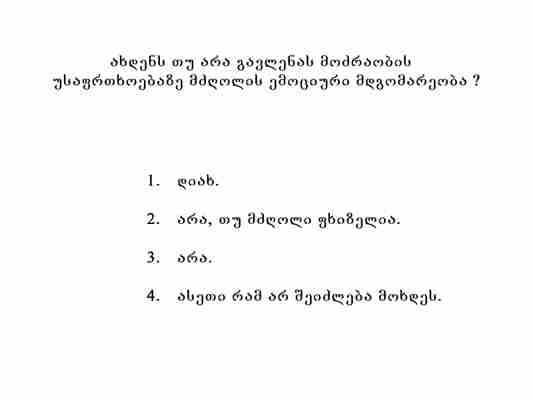 ახდენს თუ არა გავლენას მოძრაობის
უსაფრთხოებაზე მძღოლის ემოციური მდგომარეობა ?
1. დიახ.
2. არა, თუ მძღოლი ფხიზელია.
3. არა.
4. ასეთი რამ არ შეიძლება მოხდეს.